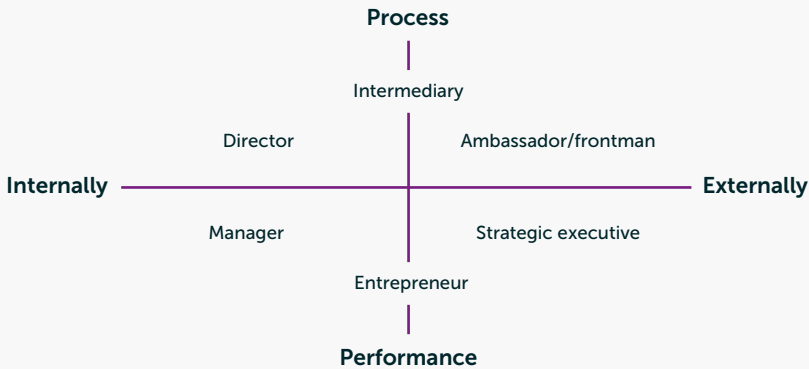 Process
Intermediary
Director
Ambassador/frontman
Internally
Externally
Manager
Strategic executive
Entrepreneur
Performance